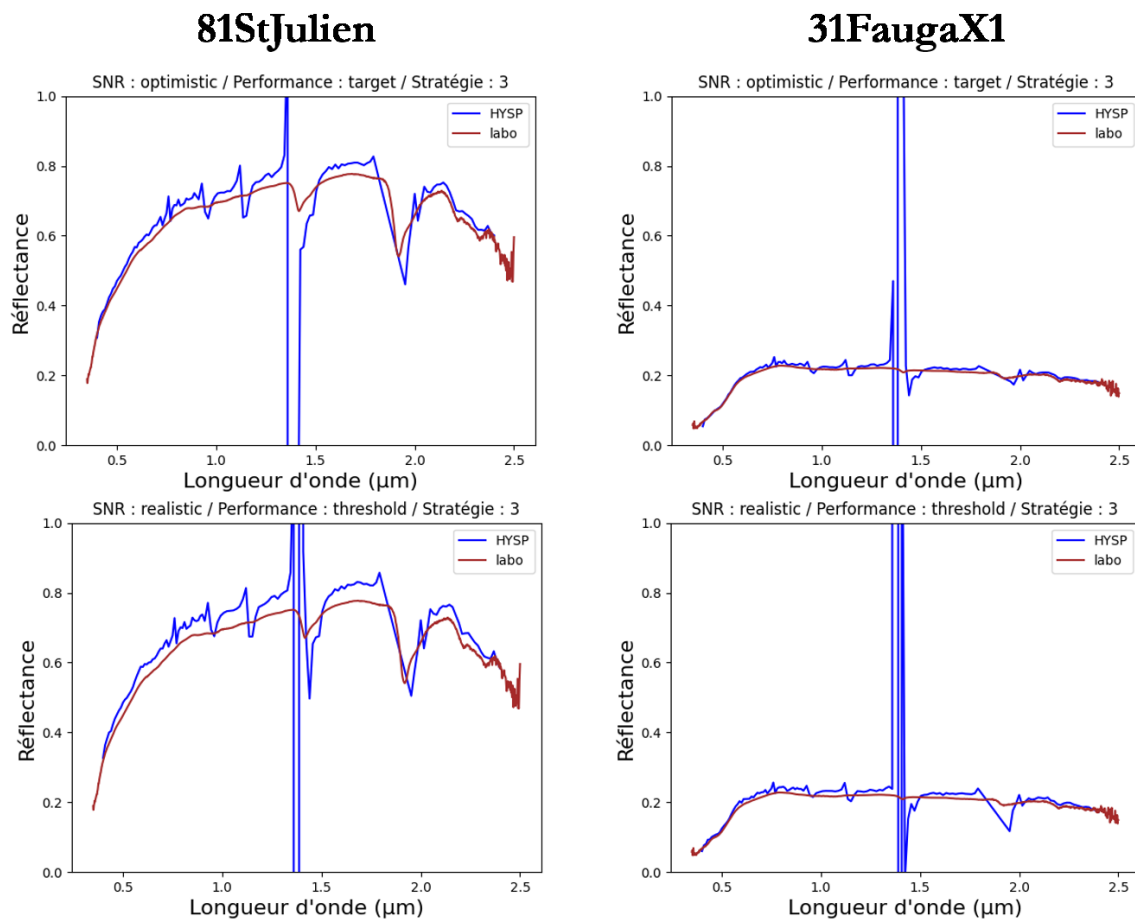 81StJulien
31FaugaX1
SNR : optimistic / Performance : target / Stratégie : 3
1.0
0.8
0.6
0.4
0.2
0.0
Réflectance
HYSP
labo
0.5
1.0
1.5
2.0
2.5
Longueur d'onde (μm)
SNR : optimistic / Performance : target / Stratégie : 3
1.0
0.8
0.6
0.4
0.2
0.0
Réflectance
HYSP
labo
0.5
1.0
1.5
2.0
2.5
Longueur d'onde (μm)
SNR : realistic / Performance : threshold / Stratégie : 3
1.0
0.8
0.6
0.4
0.2
0.0
Réflectance
HYSP
labo
0.5
1.0
1.5
2.0
2.5
Longueur d'onde (μm)
SNR : realistic / Performance : threshold / Stratégie : 3
1.0
0.8
0.6
0.4
0.2
0.0
Réflectance
HYSP
labo
0.5
1.0
1.5
2.0
2.5
Longueur d'onde (μm)